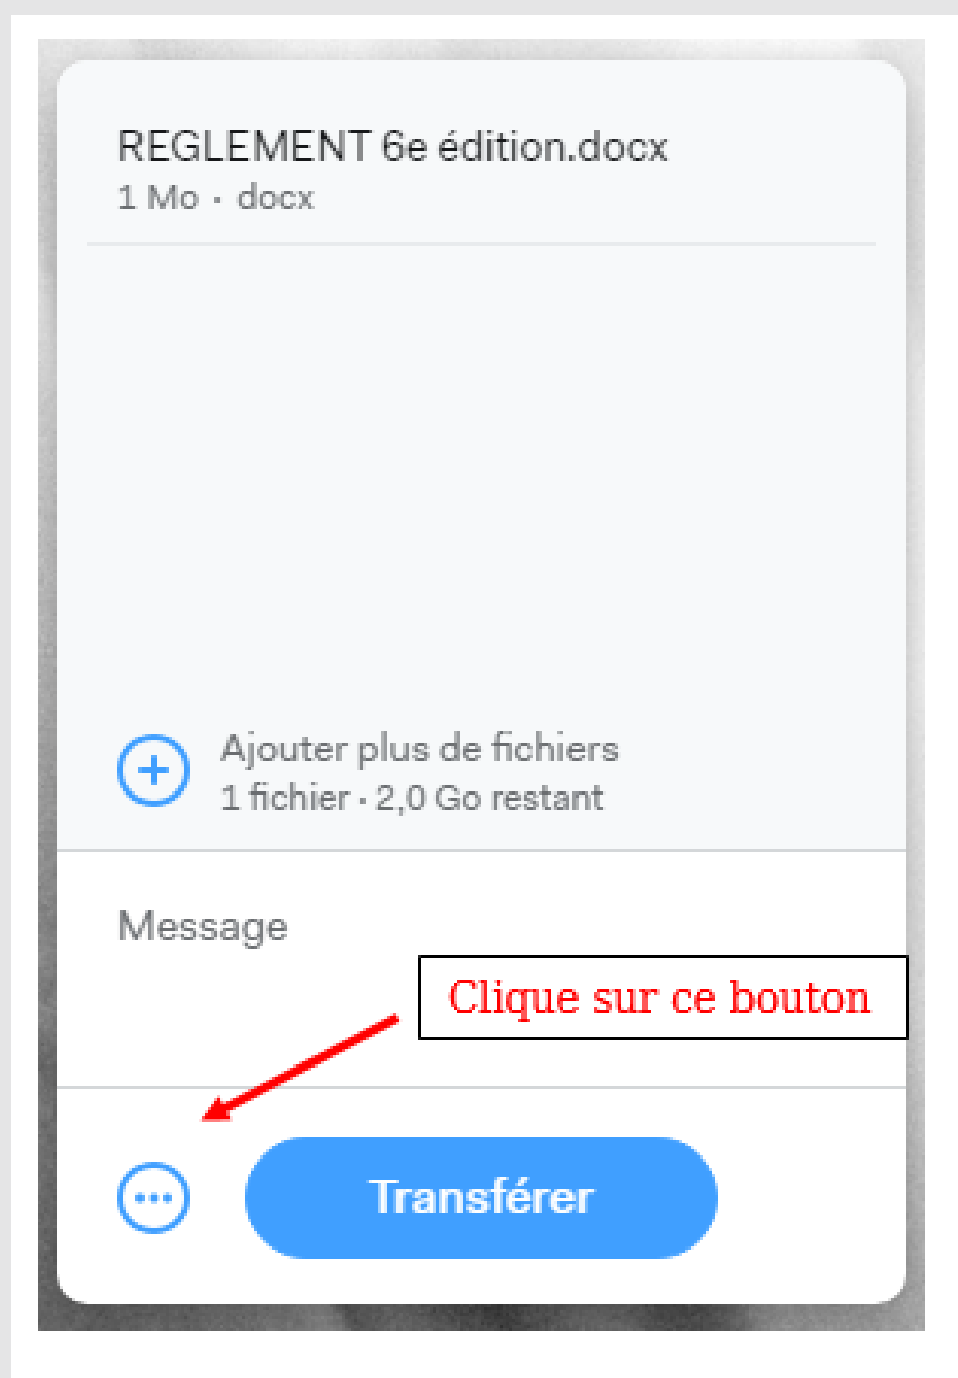 REGLEMENT 6e édition.docx
1 Mo · docx
Ajouter plus de fichiers
1 fichier · 2,0 Go restant
Message
Clique sur ce bouton
Transférer